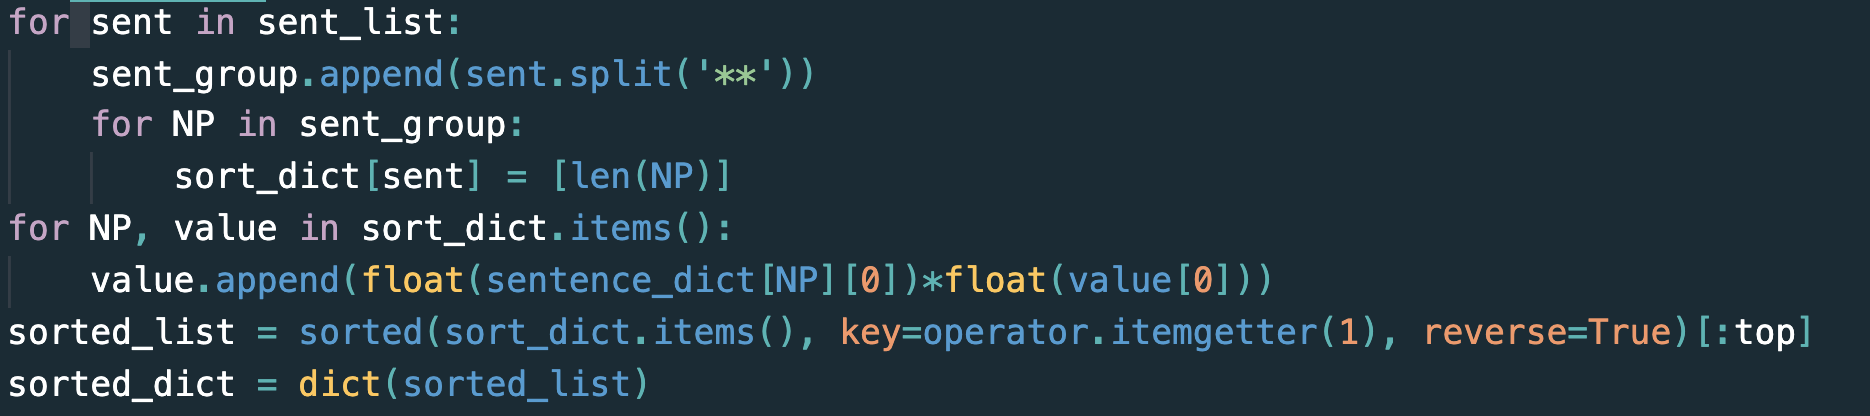 for sent in sent_list:
    sent_group.append(sent.split('**'))
    for NP in sent_group:
        sort_dict[sent] = [len(NP)]
for NP, value in sort_dict.items():
    value.append(float(sentence_dict[NP][0])*float(value[0]))
sorted_list = sorted(sort_dict.items(), key=operator.itemgetter(1), reverse=True)[:top]
sorted_dict = dict(sorted_list)